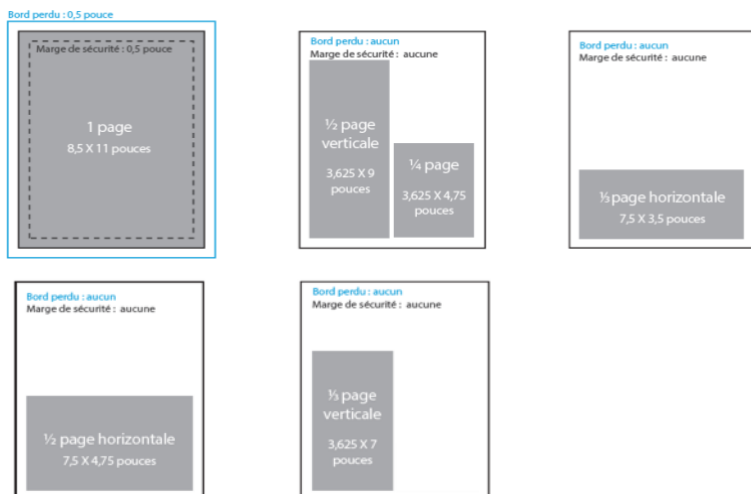 Bord perdu : 0,5 pouce
Marge de sécurité : 0,5 pouce
1 page
8,5 X 11 pouces
Bord perdu : aucun
Marge de sécurité : aucune
½ page
verticale
3,625 X 9
pouces
¼ page
3,625 X 4,75
pouces
Bord perdu : aucun
Marge de sécurité : aucune
⅓ page horizontale
7,5 X 3,5 pouces
Bord perdu : aucun
Marge de sécurité : aucune
½ page horizontale
7,5 X 4,75 pouces
Bord perdu : aucun
Marge de sécurité : aucune
⅓ page
verticale
3,625 X 7
pouces